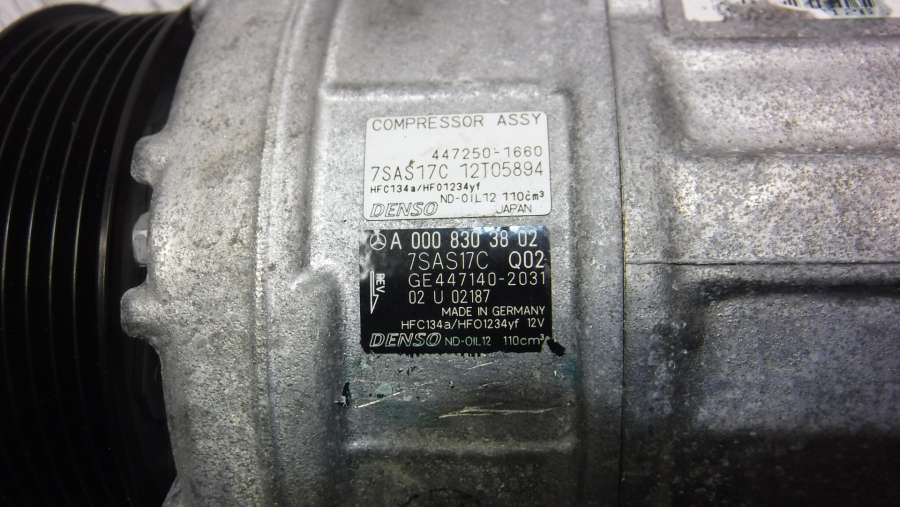 COMPRESSOR ASSY
447250-1660
7SAS17C 12T05894
HFC134a/HFO1234yf
ND-OIL12 110cm³
DENSO JAPAN
A 000 830 38 02
7SAS17C Q02
REV.
GE447140-2031
02 U 02187
MADE IN GERMANY
HFC134a/HFO1234yf 12V
DENSO ND-OIL12 110cm³